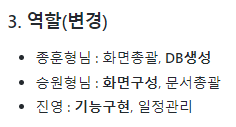 3. 역할(변경)
• 종훈형님 : 화면총괄, DB생성
• 승원형님 : 화면구성, 문서총괄
• 진영 : 기능구현, 일정관리